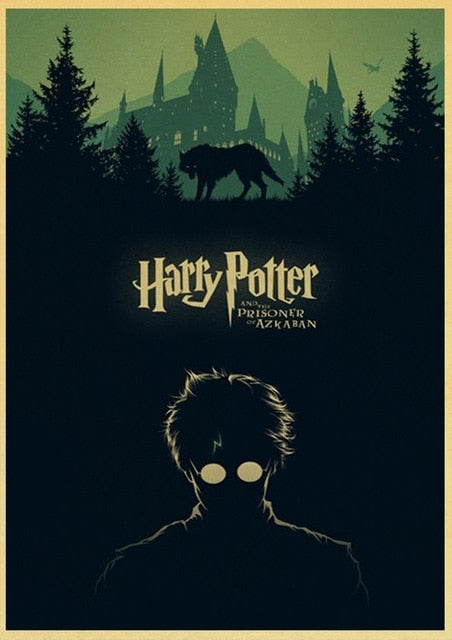 Harry Potter
AND THE
PRISONER
OF AZKABAN